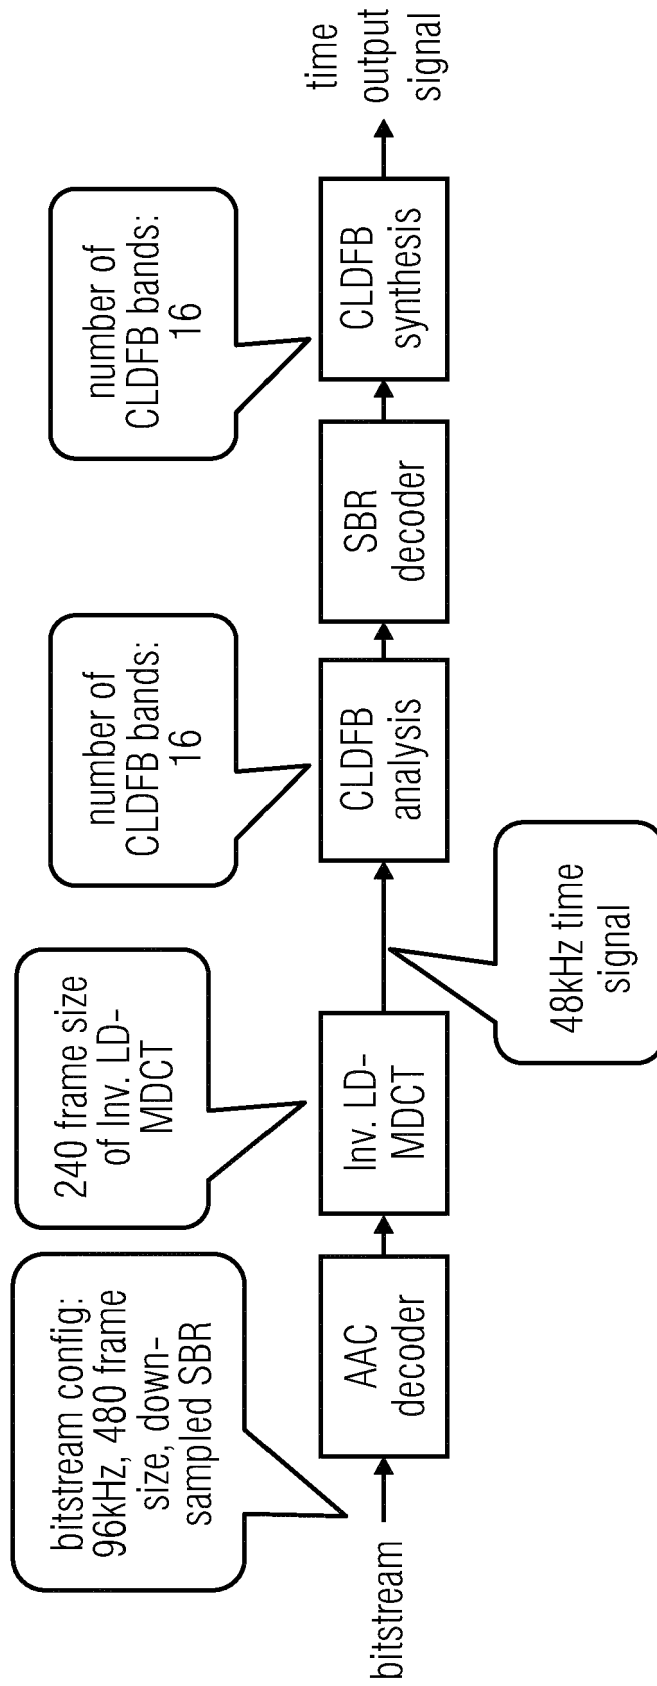 bitstream
bitstream config:
96kHz, 480 frame
size, down-
sampled SBR
AAC
decoder
240 frame size
of Inv. LD-
MDCT
Inv. LD-
MDCT
48kHz time
signal
number of
CLDFB bands:
16
CLDFB
analysis
SBR
decoder
number of
CLDFB bands:
16
CLDFB
synthesis
time
output
signal